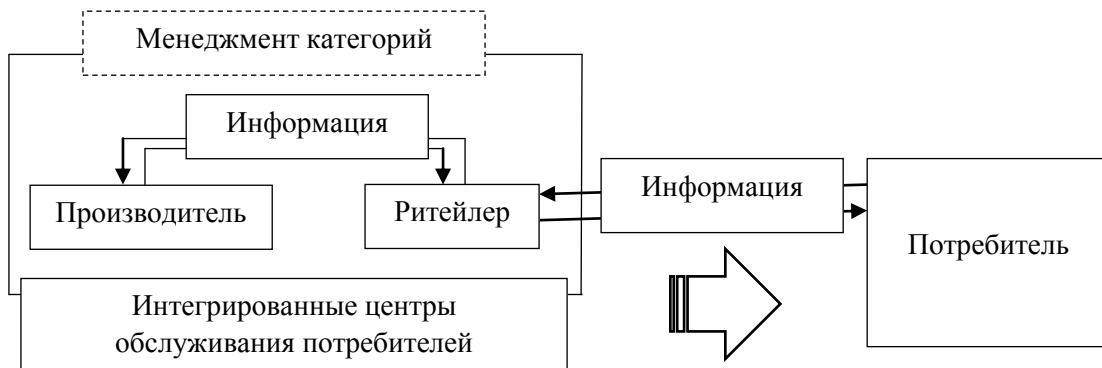 Менеджмент категорий
Информация
Производитель
Ритейлер
Информация
Потребитель
Интегрированные центры
обслуживания потребителей